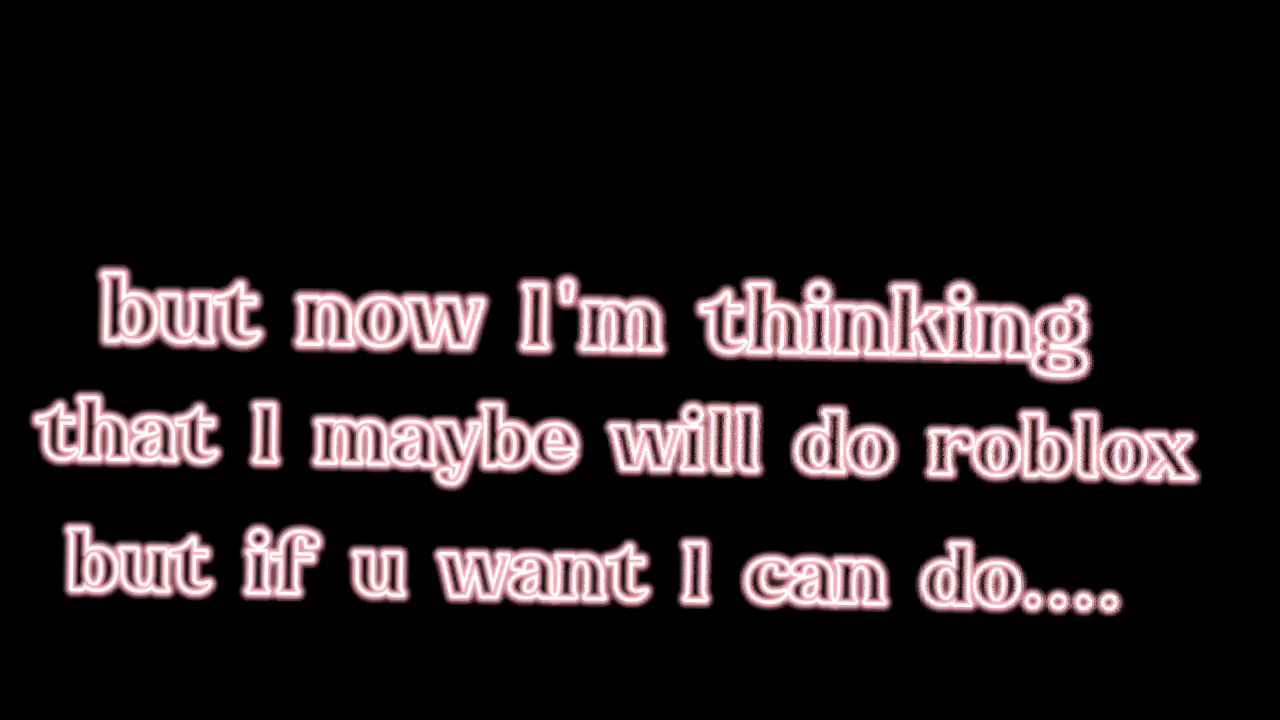 but now I'm thinking
that I maybe will do roblox
but if u want I can do....